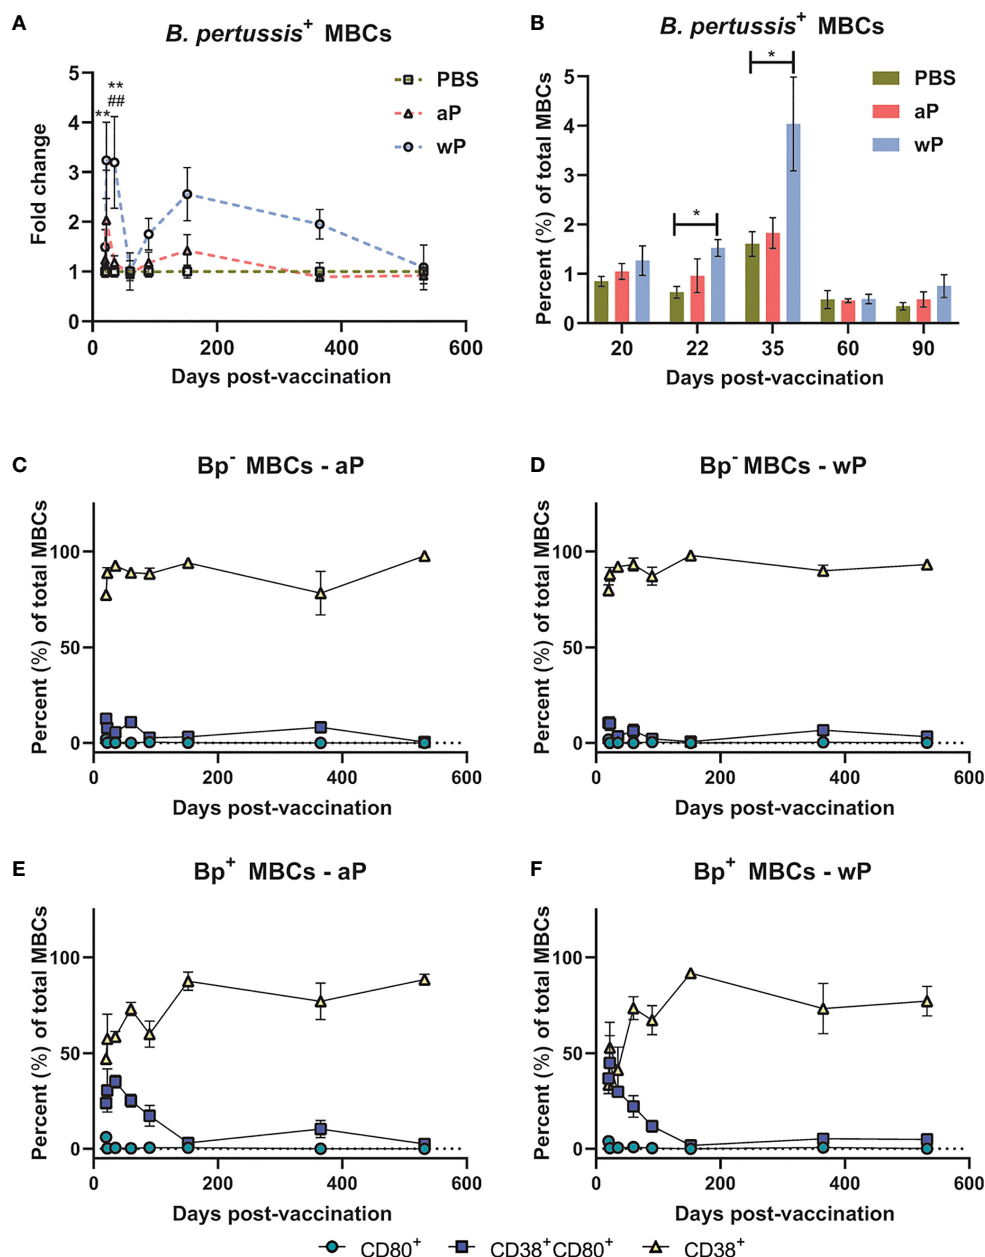 A
B. pertussis+ MBCs
**
**
##
PBS
aP
wP
Fold change
5
4
3
2
1
0
0 200 400 600
Days post-vaccination
B
B. pertussis+ MBCs
*
*
PBS
aP
wP
Percent (%) of total MBCs
5
4
3
2
1
0
20 22 35 60 90
Days post-vaccination
C
Bp- MBCs - aP
Percent (%) of total MBCs
100
50
0
0 200 400 600
Days post-vaccination
D
Bp- MBCs - wP
Percent (%) of total MBCs
100
50
0
0 200 400 600
Days post-vaccination
E
Bp+ MBCs - aP
Percent (%) of total MBCs
100
50
0
0 200 400 600
Days post-vaccination
F
Bp+ MBCs - wP
Percent (%) of total MBCs
100
50
0
0 200 400 600
Days post-vaccination
CD80+ CD38+CD80+ CD38+